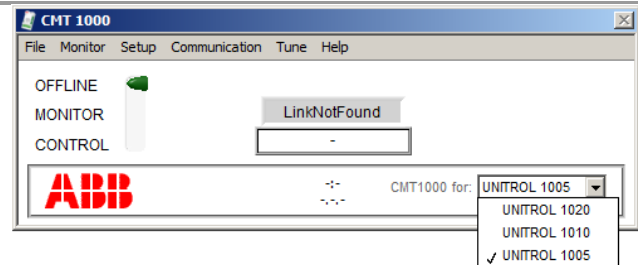 CMT 1000
File Monitor Setup Communication Tune Help
OFFLINE
MONITOR
CONTROL
LinkNotFound
-
ABB
-:-
-.-.-
CMT1000 for: UNITROL 1005
UNITROL 1020
UNITROL 1010
✓ UNITROL 1005